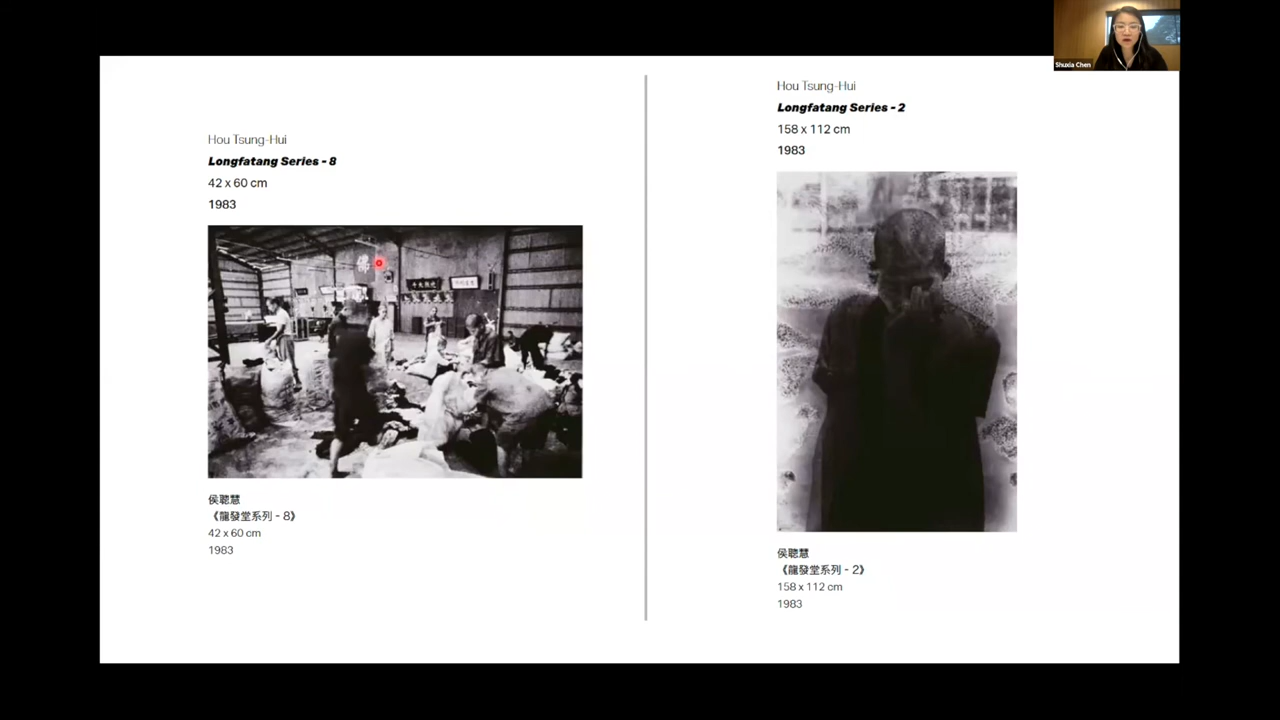 Shuxia Chen
Hou Tsung-Hui
Longfatang Series - 8
42 x 60 cm
1983
佛
侯聰慧
《龍發堂系列 - 8》
42 x 60 cm
1983
Hou Tsung-Hui
Longfatang Series - 2
158 x 112 cm
1983
侯聰慧
《龍發堂系列 - 2》
158 x 112 cm
1983